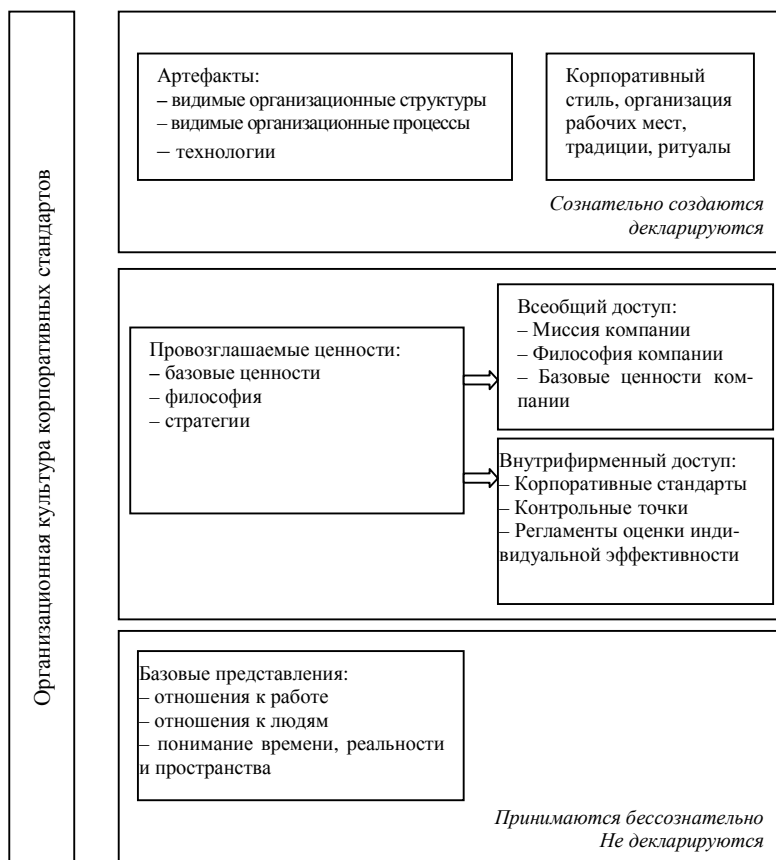 Организационная культура корпоративных стандартов
Артефакты:
– видимые организационные структуры
– видимые организационные процессы
– технологии
Корпоративный
стиль, организация
рабочих мест,
традиции, ритуалы
Сознательно создаются
декларируются
Провозглашаемые ценности:
– базовые ценности
– философия
– стратегии
Всеобщий доступ:
– Миссия компании
– Философия компании
– Базовые ценности ком-
пании
Внутрифирменный доступ:
– Корпоративные стандарты
– Контрольные точки
– Регламенты оценки инди-
видуальной эффективности
Базовые представления:
– отношения к работе
– отношения к людям
– понимание времени, реальности
и пространства
Принимаются бессознательно
Не декларируются